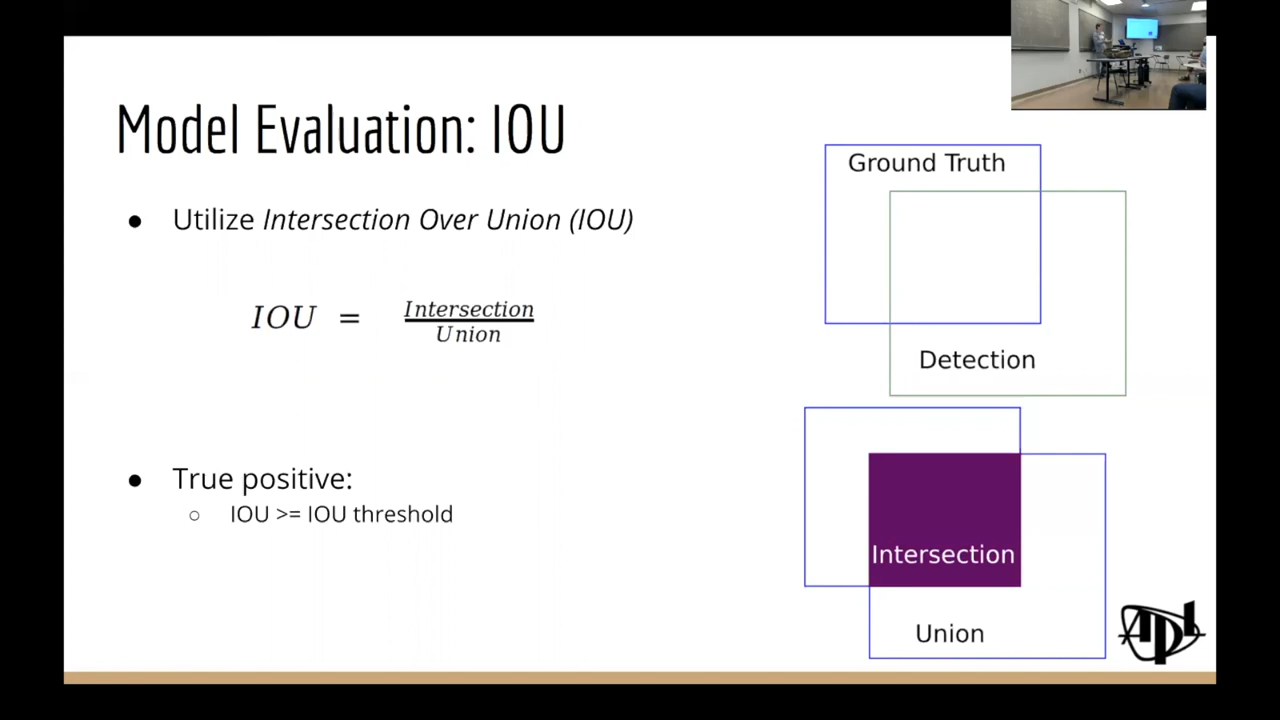 Model Evaluation: IOU
● Utilize Intersection Over Union (IOU)
IOU = Intersection
Union
● True positive:
○ IOU >= IOU threshold
Ground Truth
Detection
Intersection
Union
APL